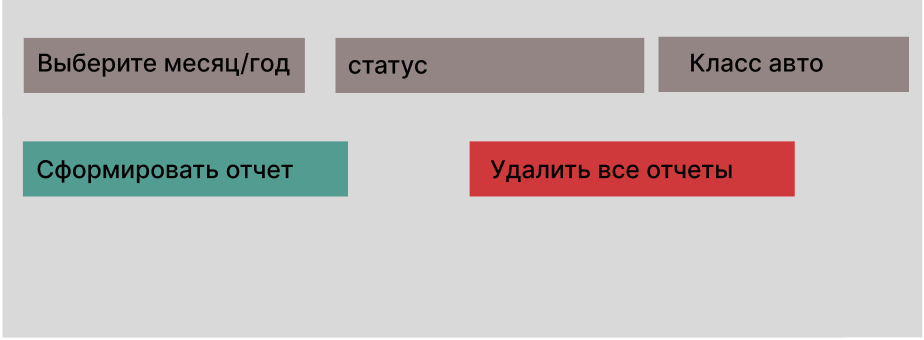 Выберите месяц/год
статус
Класс авто
Сформировать отчет
Удалить все отчеты